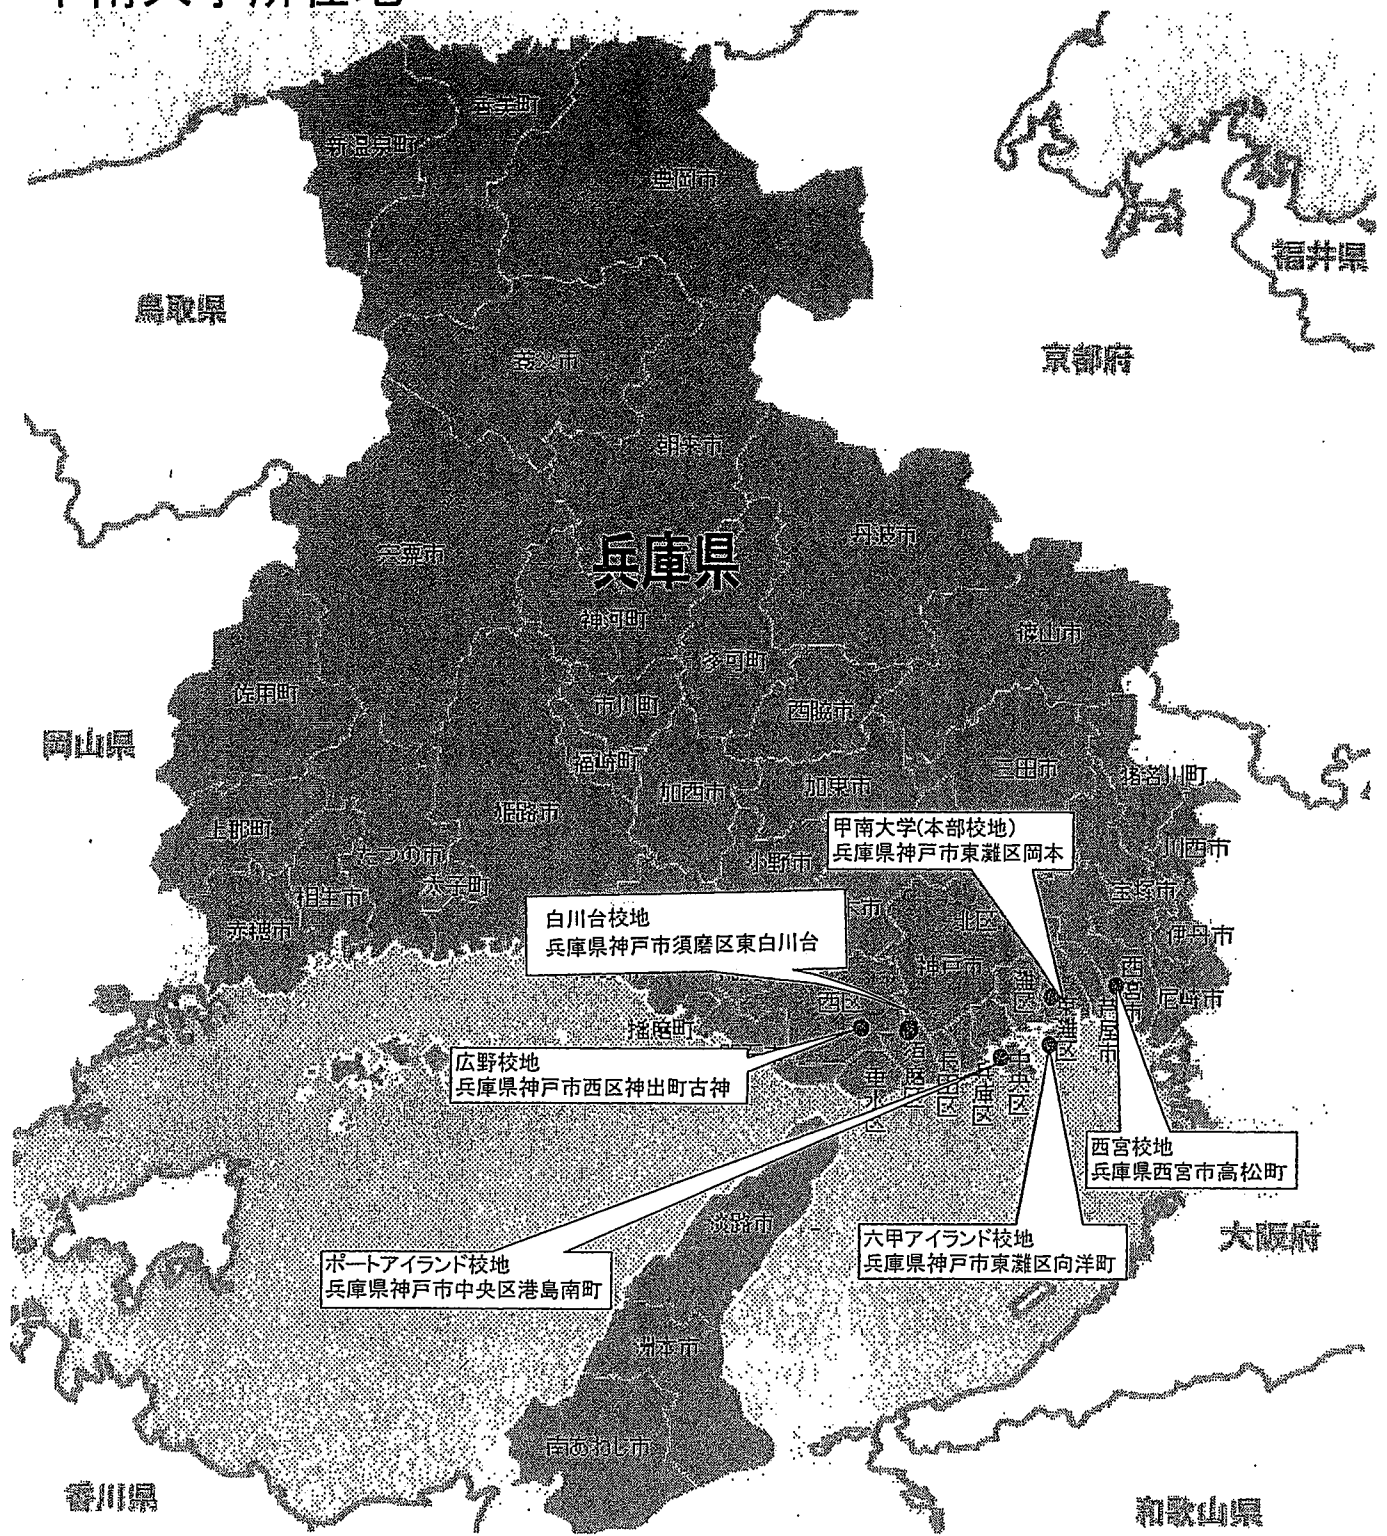 甲南大学所在地
香美町
新温泉町
豊岡市
福井県
鳥取県
京都府
養父市
朝来市
丹波市
宍粟市
兵庫県
神河町
篠山市
多可町
佐用町
市川町
西脇市
岡山県
福崎町
三田市
猪名川町
加西市
加東市
姫路市
上郡町
甲南大学(本部校地)
兵庫県神戸市東灘区岡本
川西市
たつの市
小野市
太子町
相生市
宝塚市
赤穂市
白川台校地
兵庫県神戸市須磨区東白川台
木市
北区
伊丹市
神戸市
灘区
西宮市
尼崎市
西区
東灘区
芦屋市
播磨町
広野校地
兵庫県神戸市西区神出町古神
垂水区
須磨区
長田区
兵庫区
中央区
西宮校地
兵庫県西宮市高松町
淡路市
六甲アイランド校地
兵庫県神戸市東灘区向洋町
大阪府
ポートアイランド校地
兵庫県神戸市中央区港島南町
洲本市
南あわじ市
香川県
和歌山県